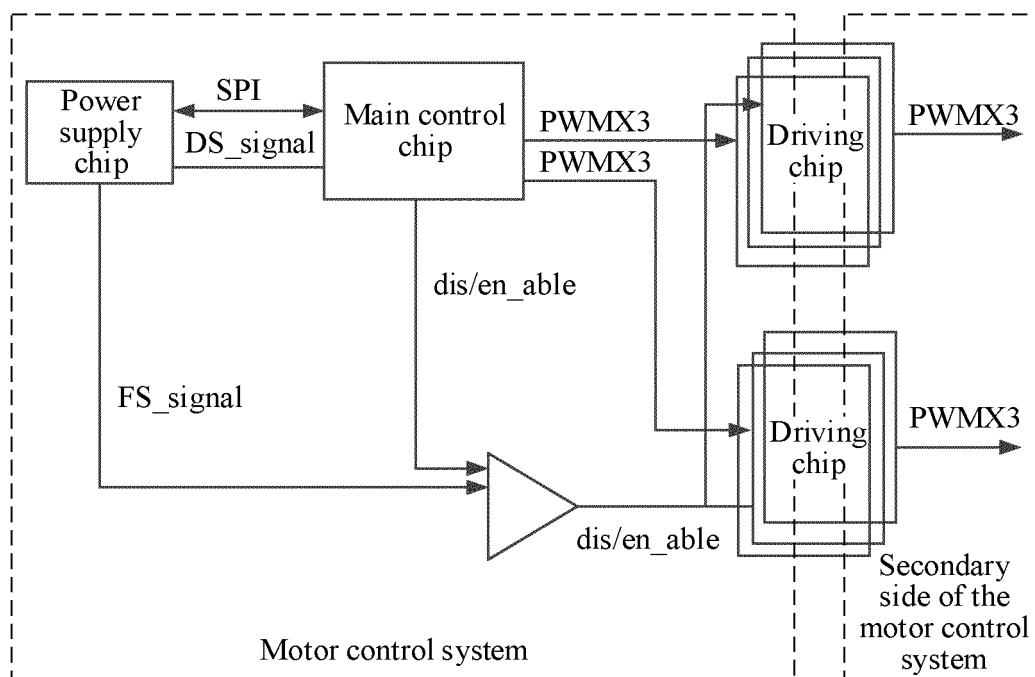 Power
supply
chip
SPI
DS_signal
Main control
chip
PWMX3
PWMX3
Driving
chip
PWMX3
dis/en_able
FS_signal
Driving
chip
PWMX3
dis/en_able
Secondary
side of the
motor control
system
Motor control system